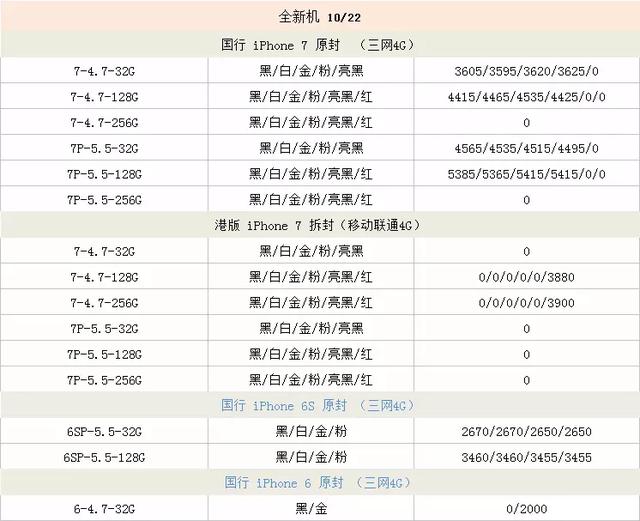 全新机 10/22
国行 iPhone 7 原封 （三网4G）
7-4.7-32G 黑/白/金/粉/亮黑 3605/3595/3620/3625/0
7-4.7-128G 黑/白/金/粉/亮黑/红 4415/4465/4535/4425/0/0
7-4.7-256G 黑/白/金/粉/亮黑/红 0
7P-5.5-32G 黑/白/金/粉/亮黑 4565/4535/4515/4495/0
7P-5.5-128G 黑/白/金/粉/亮黑/红 5385/5365/5415/5415/0/0
7P-5.5-256G 黑/白/金/粉/亮黑/红 0
港版 iPhone 7 拆封（移动联通4G）
7-4.7-32G 黑/白/金/粉/亮黑 0
7-4.7-128G 黑/白/金/粉/亮黑/红 0/0/0/0/0/3880
7-4.7-256G 黑/白/金/粉/亮黑/红 0/0/0/0/0/3900
7P-5.5-32G 黑/白/金/粉/亮黑 0
7P-5.5-128G 黑/白/金/粉/亮黑/红 0
7P-5.5-256G 黑/白/金/粉/亮黑/红 0
国行 iPhone 6S 原封 （三网4G）
6SP-5.5-32G 黑/白/金/粉 2670/2670/2650/2650
6SP-5.5-128G 黑/白/金/粉 3460/3460/3455/3455
国行 iPhone 6 原封 （三网4G）
6-4.7-32G 黑/金 0/2000